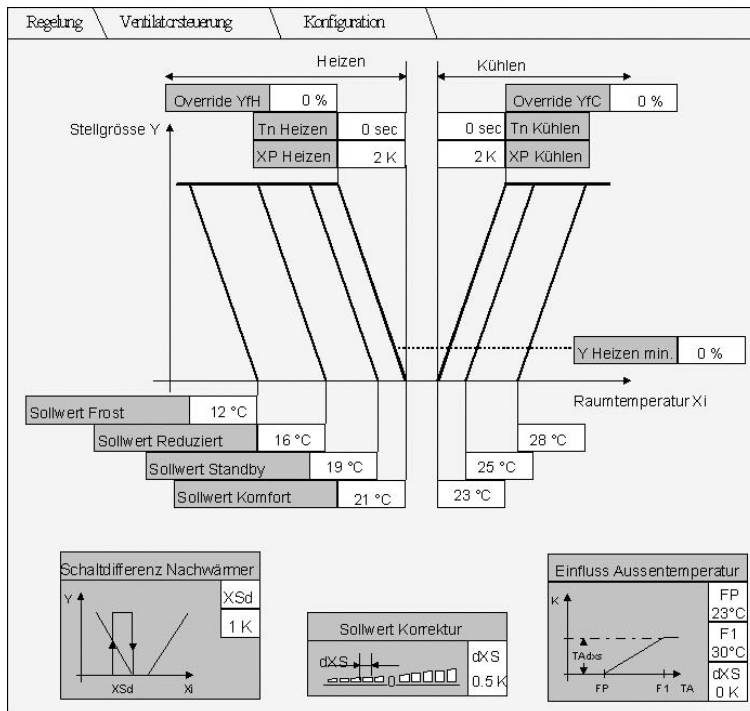 Regelung Ventilatorsteuerung Konfiguration
Heizen Kühlen
Override YfH 0 % Override YfC 0 %
Stellgrösse Y Tn Heizen 0 sec 0 sec Tn Kühlen
XP Heizen 2 K 2 K XP Kühlen
Y Heizen min. 0 %
Raumtemperatur Xi
Sollwert Frost 12 °C
Sollwert Reduziert 16 °C 28 °C
Sollwert Standby 19 °C 25 °C
Sollwert Komfort 21 °C 23 °C
Schaltdifferenz Nachwärmer
Y XSd
1 K
XSd Xi
Sollwert Korrektur
dXS dXS
0 0.5 K
Einfluss Aussentemperatur
K FP
23°C
F1
TAdxs 30°C
dXS
FP F1 TA 0 K